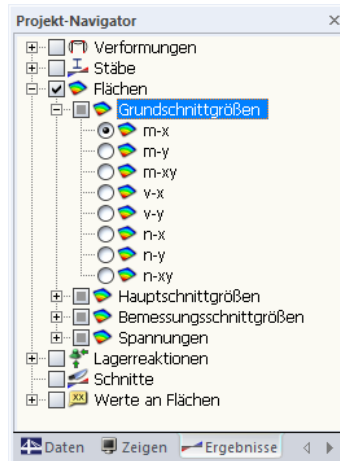 Projekt-Navigator
Verformungen
Stäbe
Flächen
Grundschnittgrößen
m-x
m-y
m-xy
v-x
v-y
n-x
n-y
n-xy
Hauptschnittgrößen
Bemessungsschnittgrößen
Spannungen
Lagerreaktionen
Schnitte
xx Werte an Flächen
Daten Zeigen Ergebnisse